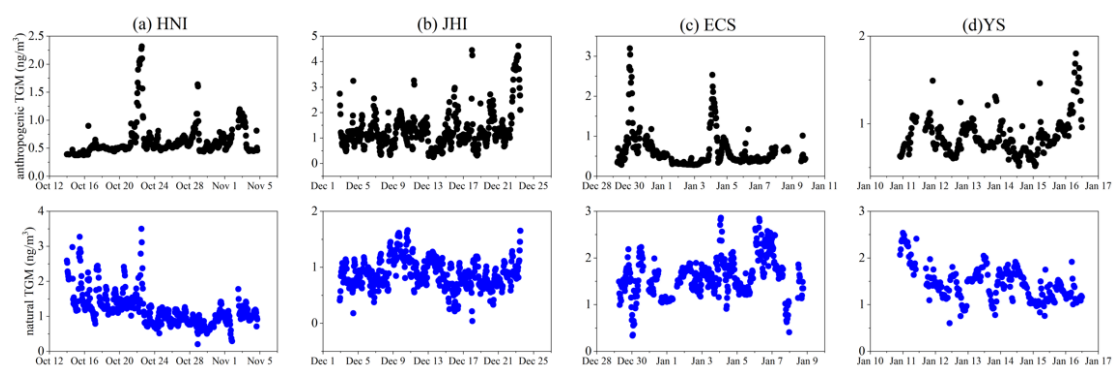 (a) HNI
(b) JHI
(c) ECS
(d)YS
anthropogenic TGM (ng/m³)
2.5
2.0
1.5
1.0
0.5
0.0
Oct 12 Oct 16 Oct 20 Oct 24 Oct 28 Nov 1 Nov 5
5
4
3
2
1
0
Dec 1 Dec 5 Dec 9 Dec 13 Dec 17 Dec 21 Dec 25
3
2
1
0
Dec 28 Dec 30 Jan 1 Jan 3 Jan 5 Jan 7 Jan 9 Jan 11
2
1
Jan 10 Jan 11 Jan 12 Jan 13 Jan 14 Jan 15 Jan 16 Jan 17
natural TGM (ng/m³)
4
3
2
1
0
Oct 12 Oct 16 Oct 20 Oct 24 Oct 28 Nov 1 Nov 5
2
1
0
Dec 1 Dec 5 Dec 9 Dec 13 Dec 17 Dec 21 Dec 25
3
2
1
0
Dec 28 Dec 30 Jan 1 Jan 3 Jan 5 Jan 7 Jan 9
3
2
1
0
Jan 10 Jan 11 Jan 12 Jan 13 Jan 14 Jan 15 Jan 16 Jan 17